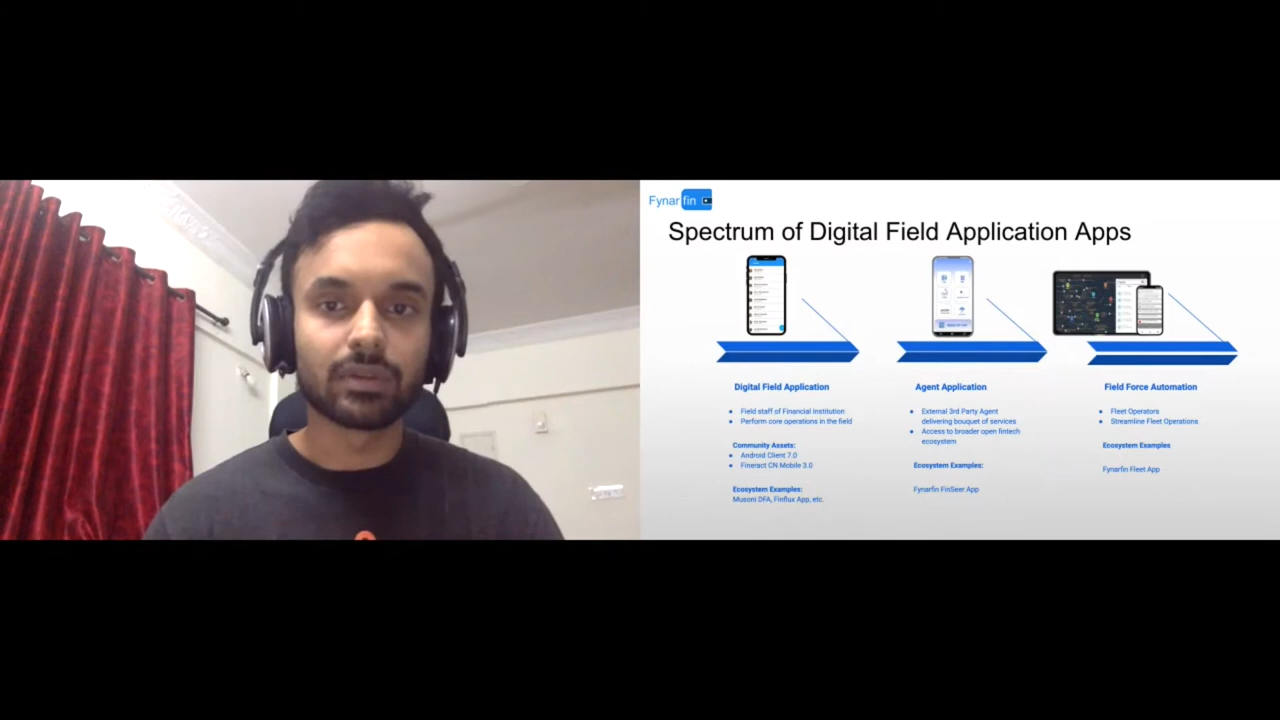 Fynarfin
Spectrum of Digital Field Application Apps
Digital Field Application
● Field staff of Financial Institution
● Perform core operations in the field
Community Assets:
● Android Client 7.0
● Fineract CN Mobile 3.0
Ecosystem Examples:
Musoni DFA, Finflux App, etc.
Agent Application
● External 3rd Party Agent
delivering bouquet of services
● Access to broader open fintech
ecosystem
Ecosystem Examples:
Fynarfin FinSeer App
Field Force Automation
● Fleet Operators
● Streamline Fleet Operations
Ecosystem Examples
Fynarfin Fleet App